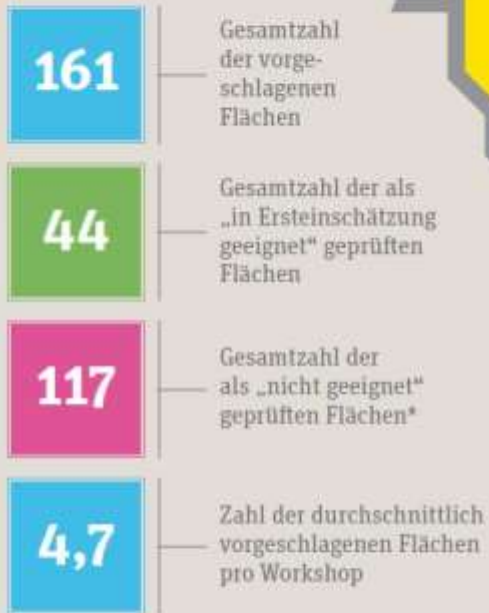 161
Gesamtzahl
der vorge-
schlagenen
Flächen
44
Gesamtzahl der als
„in Ersteinschätzung
geeignet“ geprüften
Flächen
117
Gesamtzahl der
als „nicht geeignet“
geprüften Flächen*
4,7
Zahl der durchschnittlich
vorgeschlagenen Flächen
pro Workshop